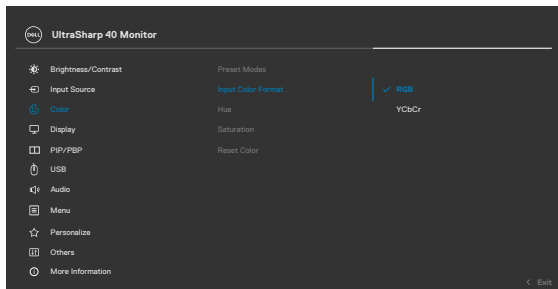 DELL UltraSharp 40 Monitor
Brightness/Contrast Preset Modes
Input Source Input Color Format ✓ RGB
Color Hue YCbCr
Display Saturation
PIP/PBP Reset Color
USB
Audio
Menu
Personalize
Others
More Information
< Exit